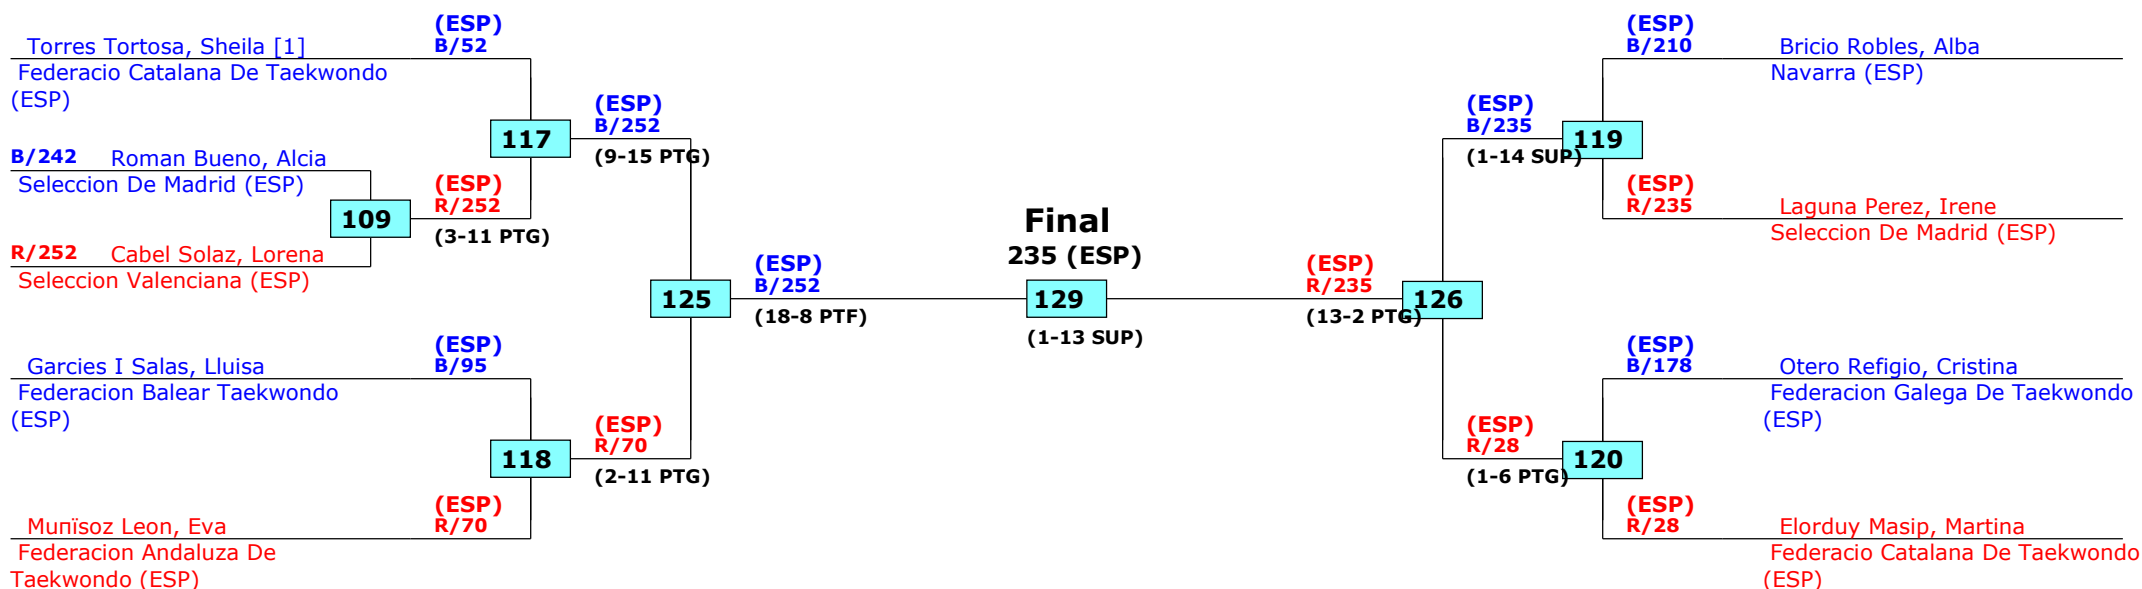 (ESP)
B/52
Torres Tortosa, Sheila [1]
Federacio Catalana De Taekwondo
(ESP)
117
(ESP)
B/252
(9-15 PTG)
B/242 Roman Bueno, Alcia
Seleccion De Madrid (ESP)
109
(ESP)
R/252
(3-11 PTG)
R/252 Cabel Solaz, Lorena
Seleccion Valenciana (ESP)
125
(ESP)
B/252
(18-8 PTF)
(ESP)
B/95
Garcies I Salas, Lluisa
Federacion Balear Taekwondo
(ESP)
118
(ESP)
R/70
(2-11 PTG)
(ESP)
R/70
Munïsoz Leon, Eva
Federacion Andaluza De
Taekwondo (ESP)
Final
235 (ESP)
129
(1-13 SUP)
(ESP)
B/210
Bricio Robles, Alba
Navarra (ESP)
(ESP)
B/235
(1-14 SUP)
119
(ESP)
R/235
Laguna Perez, Irene
Seleccion De Madrid (ESP)
(ESP)
R/235
(13-2 PTG)
126
(ESP)
B/178
Otero Refigio, Cristina
Federacion Galega De Taekwondo
(ESP)
(ESP)
R/28
(1-6 PTG)
120
(ESP)
R/28
Elorduy Masip, Martina
Federacio Catalana De Taekwondo
(ESP)